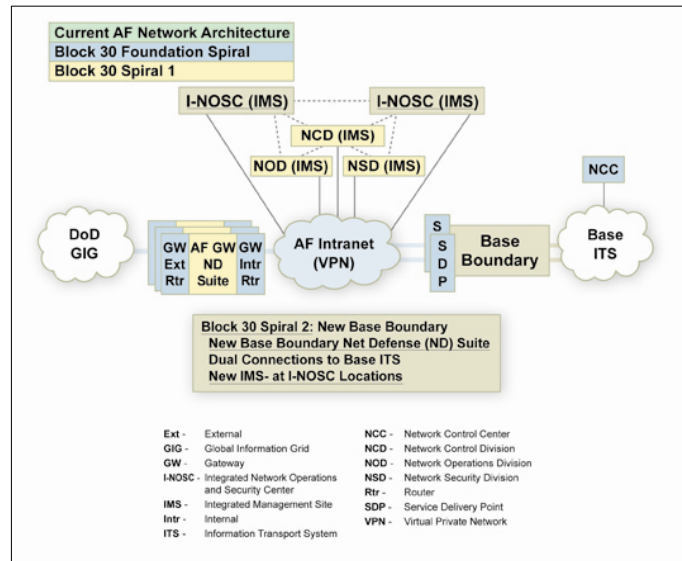 Current AF Network Architecture
Block 30 Foundation Spiral
Block 30 Spiral 1
I-NOSC (IMS)
I-NOSC (IMS)
NCD (IMS)
NOD (IMS)
NSD (IMS)
NCC
DoD
GIG
GW
Ext
Rtr
AF GW
ND
Suite
GW
Intr
Rtr
AF Intranet
(VPN)
S
S
D
P
Base
Boundary
Base
ITS
Block 30 Spiral 2: New Base Boundary
New Base Boundary Net Defense (ND) Suite
Dual Connections to Base ITS
New IMS- at I-NOSC Locations
Ext - External
GIG - Global Information Grid
GW - Gateway
I-NOSC - Integrated Network Operations
and Security Center
IMS - Integrated Management Site
Intr - Internal
ITS - Information Transport System
NCC - Network Control Center
NCD - Network Control Division
NOD - Network Operations Division
NSD - Network Security Division
Rtr - Router
SDP - Service Delivery Point
VPN - Virtual Private Network